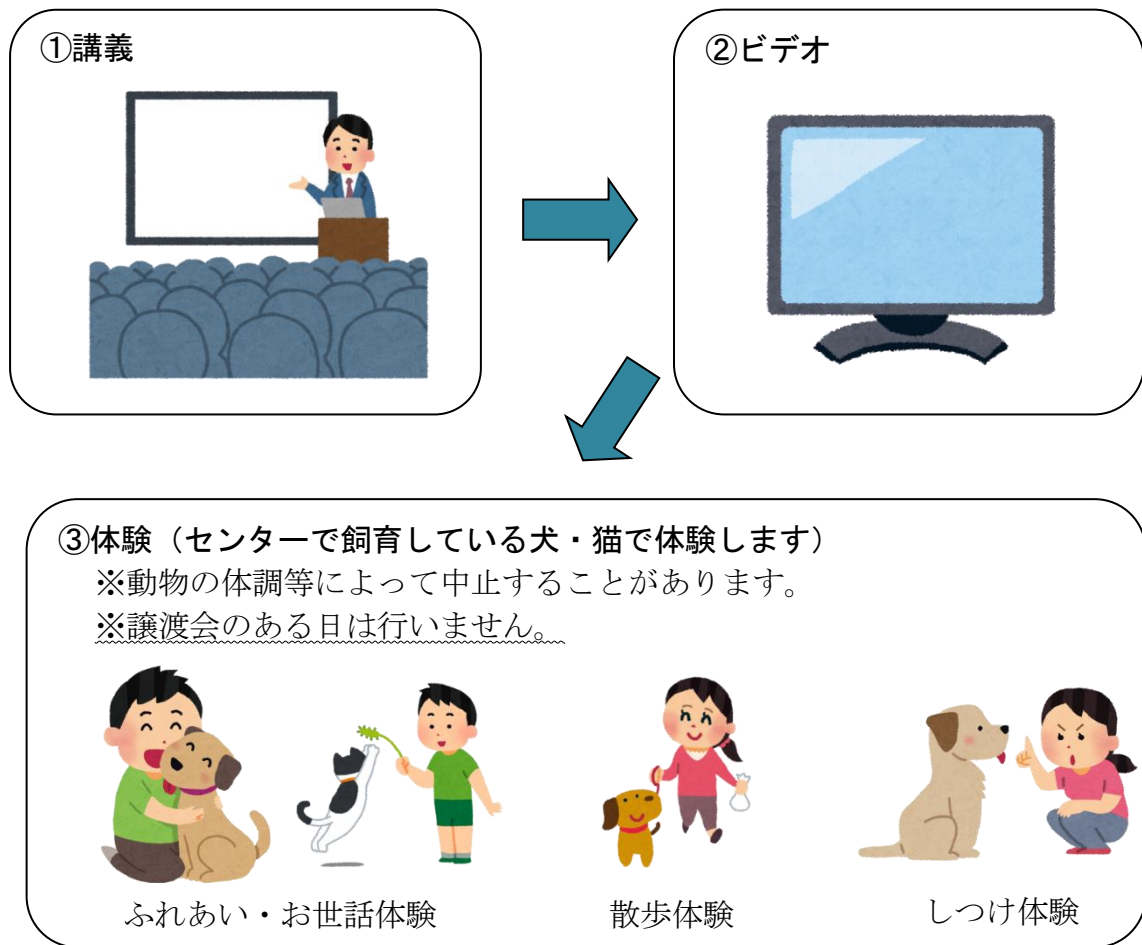 ①講義
②ビデオ
③体験（センターで飼育している犬・猫で体験します）
※動物の体調等によって中止することがあります。
※譲渡会のある日は行いません。
ふれあい・お世話体験
散歩体験
しつけ体験